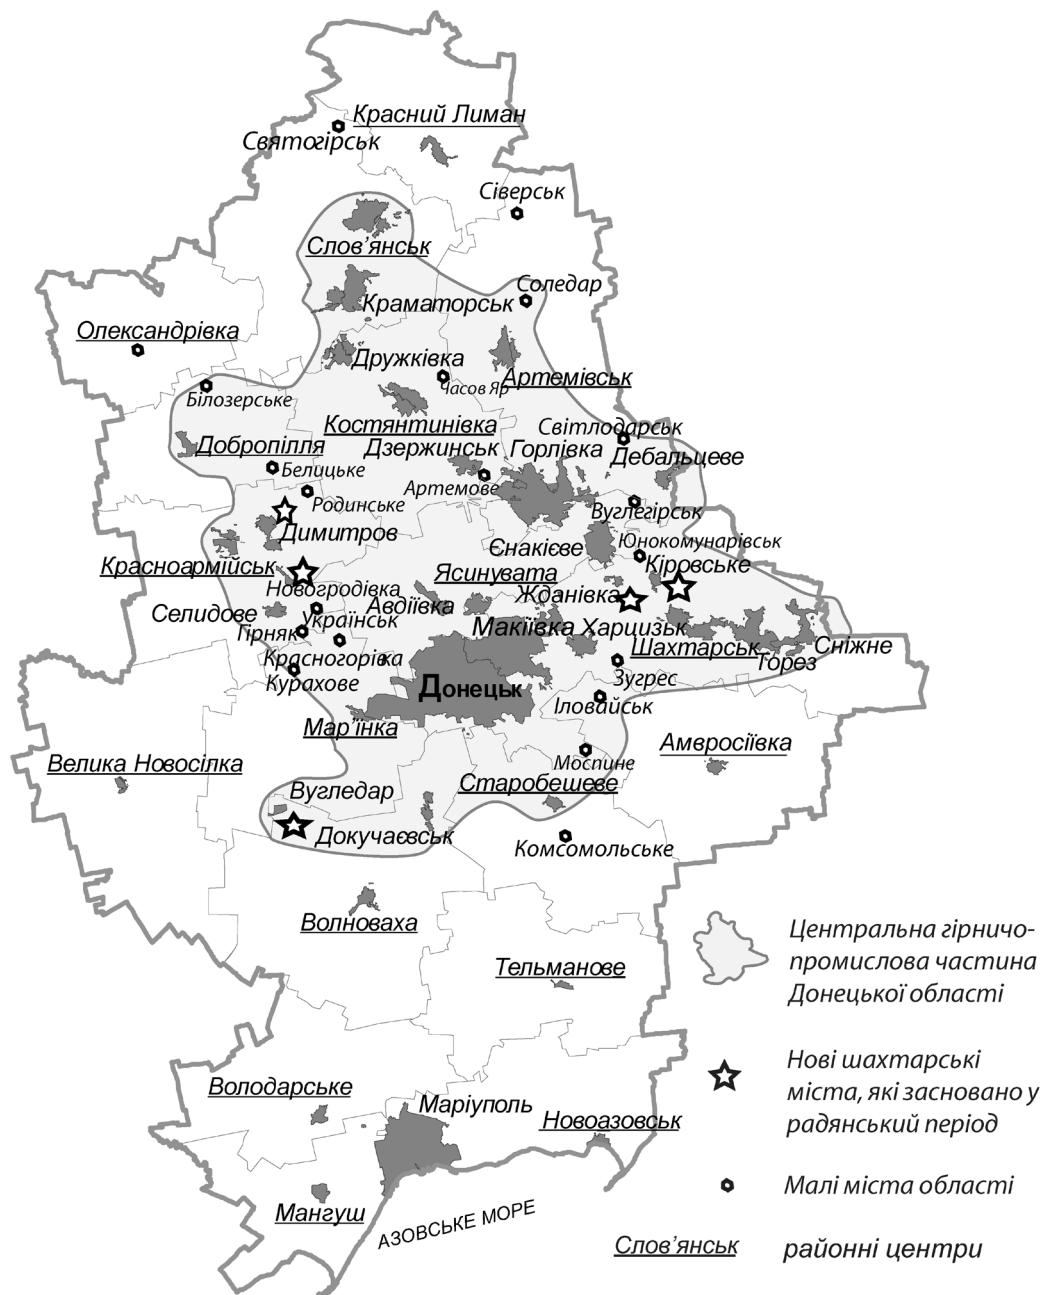 Красний Лиман
Святогірськ
Сіверськ
Слов'янськ
Соледар
Краматорськ
Олександрівка
Дружківка
Часов Яр
Артемівськ
Білозерське
Костянтинівка
Світлодарськ
Добропілля
Дзержинськ
Горлівка
Дебальцеве
Белицьке
Артемове
Родинське
Вуглегірськ
Димитров
Єнакієве
Юнокомунарівськ
Красноармійськ
Ясинувата
Кіровське
Новогродівка
Жданівка
Селидове
Авдіївка
Українськ
Гірняк
Макіївка
Харцизьк
Шахтарськ
Сніжне
Красногорівка
Торез
Курахове
Зугрес
Донецьк
Іловайськ
Мар'їнка
Амвросіївка
Велика Новосілка
Моспине
Старобешеве
Вугледар
Докучаєвськ
Комсомольське
Волноваха
Центральна гірничо-
промислова частина
Донецької області
Тельманове
Нові шахтарські
міста, які засновано у
радянський період
Володарське
Маріуполь
Новоазовськ
Малі міста області
Мангуш
АЗОВСЬКЕ МОРЕ
Слов'янськ
районні центри